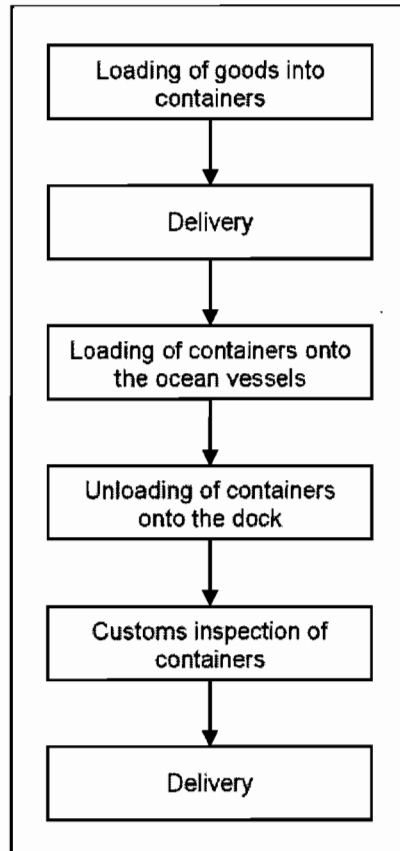 Loading of goods into
containers
Delivery
Loading of containers onto
the ocean vessels
Unloading of containers
onto the dock
Customs inspection of
containers
Delivery